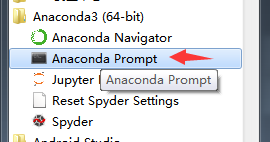 Anaconda3 (64-bit)
Anaconda Navigator
Anaconda Prompt
Jupyter
Anaconda Prompt
Reset Spyder Settings
Spyder
Android Studio